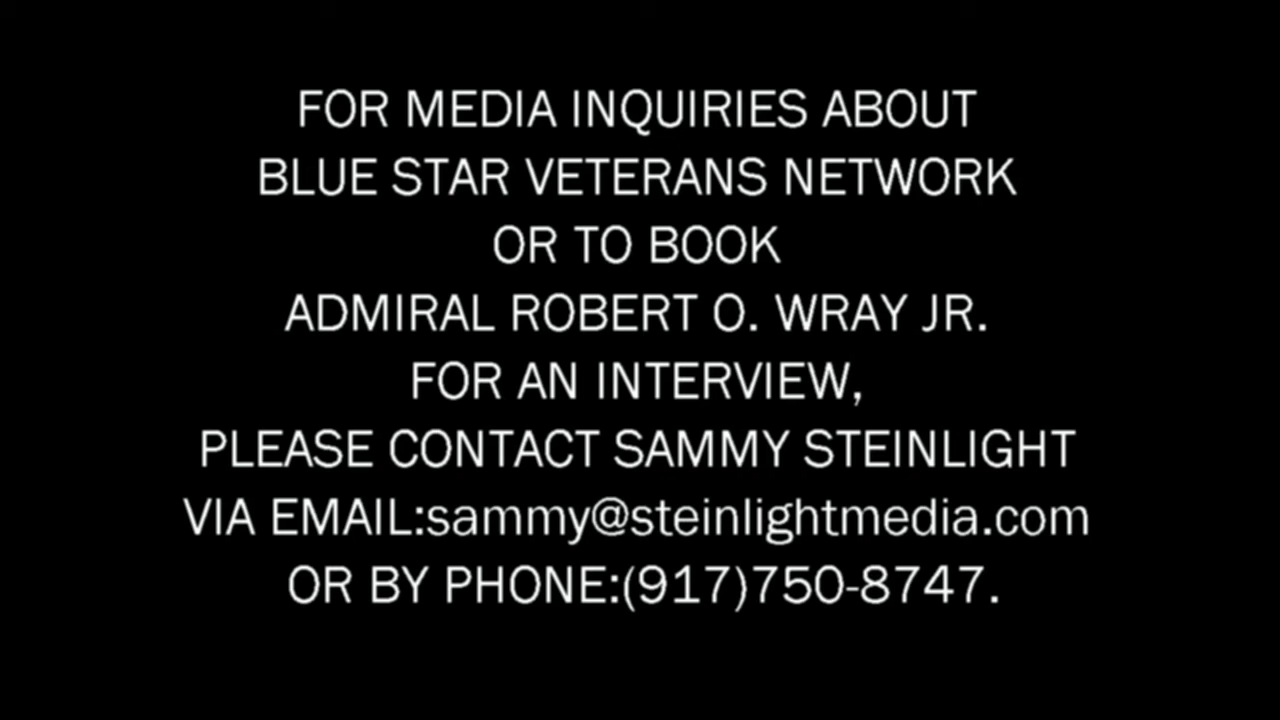 FOR MEDIA INQUIRIES ABOUT
BLUE STAR VETERANS NETWORK
OR TO BOOK
ADMIRAL ROBERT O. WRAY JR.
FOR AN INTERVIEW,
PLEASE CONTACT SAMMY STEINLIGHT
VIA EMAIL:sammy@steinlightmedia.com
OR BY PHONE:(917)750-8747.